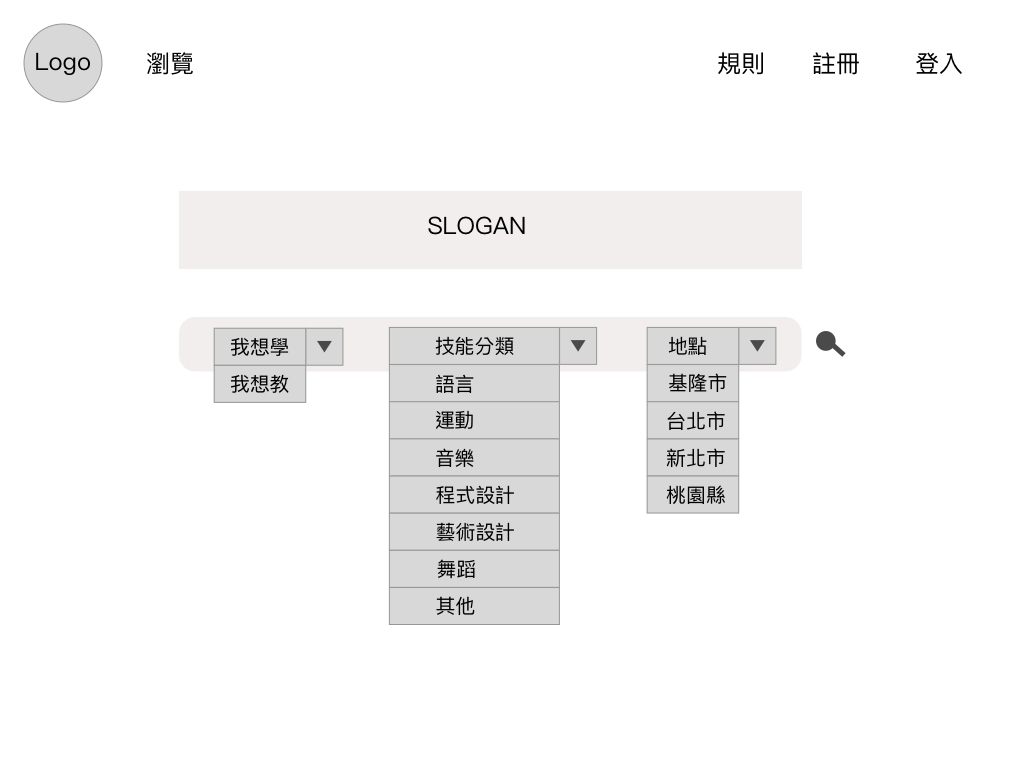 Logo
瀏覽
規則
註冊
登入
SLOGAN
我想學
我想教
技能分類
語言
運動
音樂
程式設計
藝術設計
舞蹈
其他
地點
基隆市
台北市
新北市
桃園縣